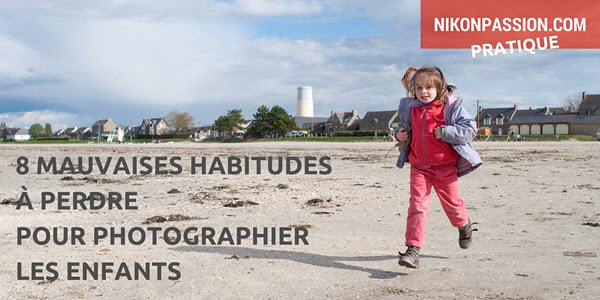 NIKONPASSION.COM
PRATIQUE
8 MAUVAISES HABITUDES
À PERDRE
POUR PHOTOGRAPHIER
LES ENFANTS